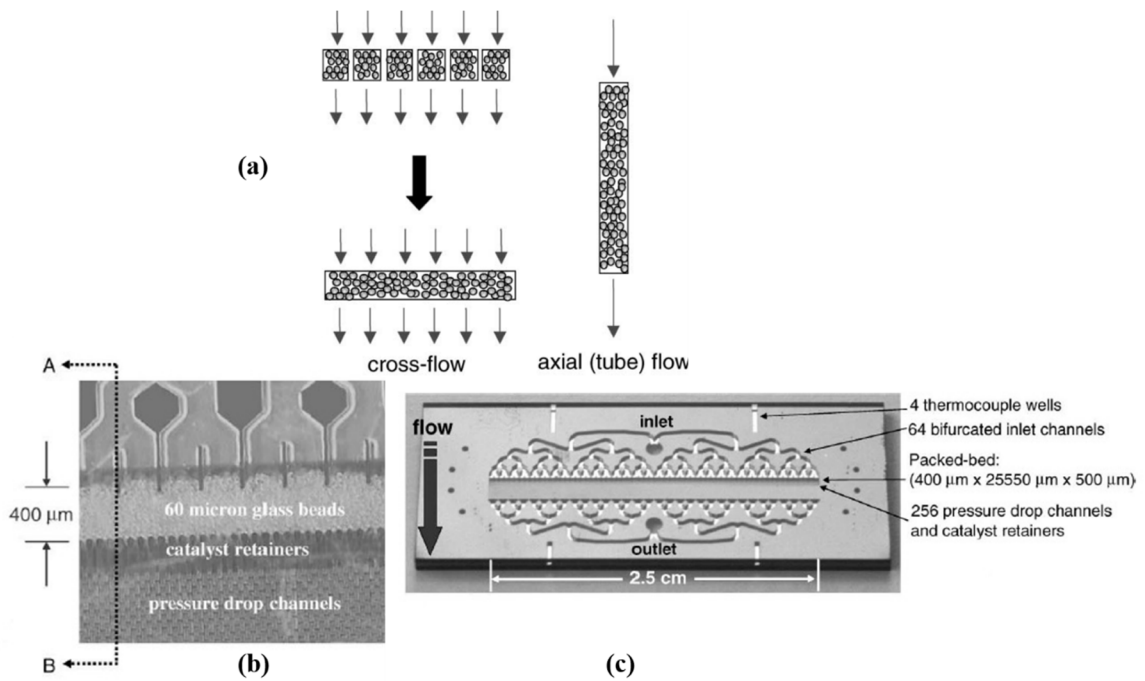 (a)
cross-flow
axial (tube) flow
A
400 μm
60 micron glass beads
catalyst retainers
pressure drop channels
B
(b)
flow
inlet
outlet
2.5 cm
4 thermocouple wells
64 bifurcated inlet channels
Packed-bed:
(400 μm x 25550 μm x 500 μm)
256 pressure drop channels
and catalyst retainers
(c)